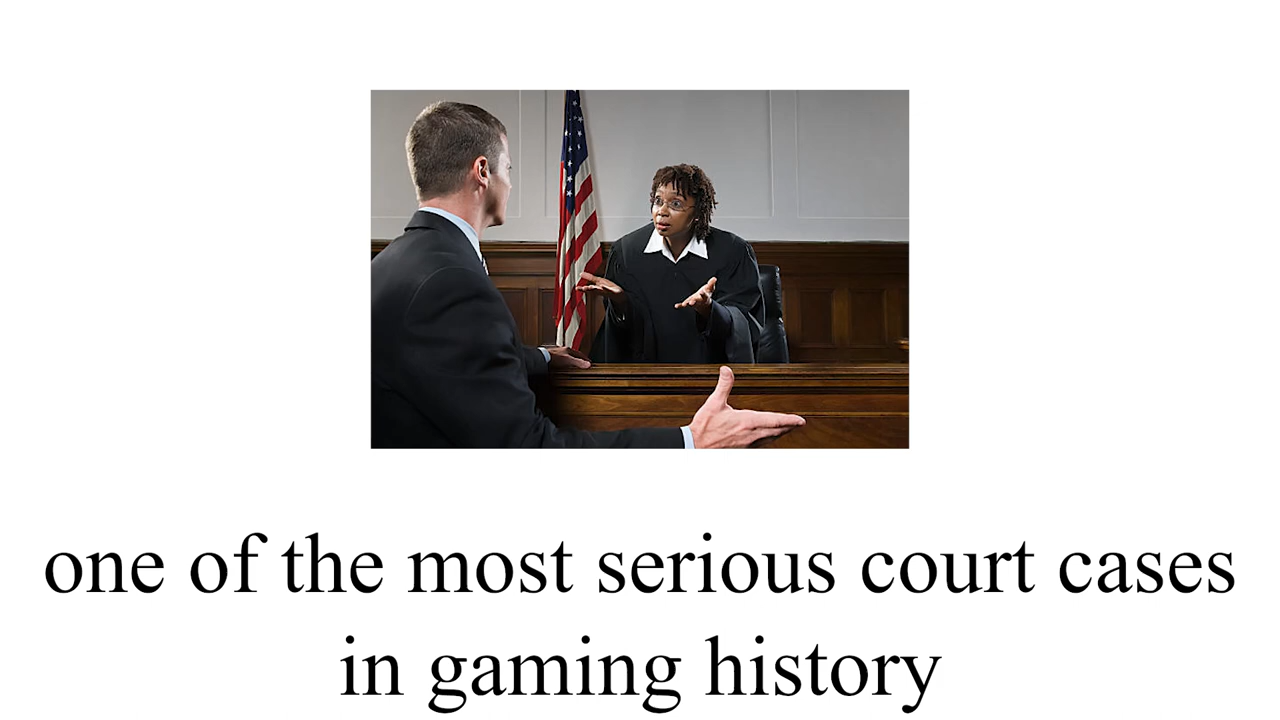 one of the most serious court cases
in gaming history